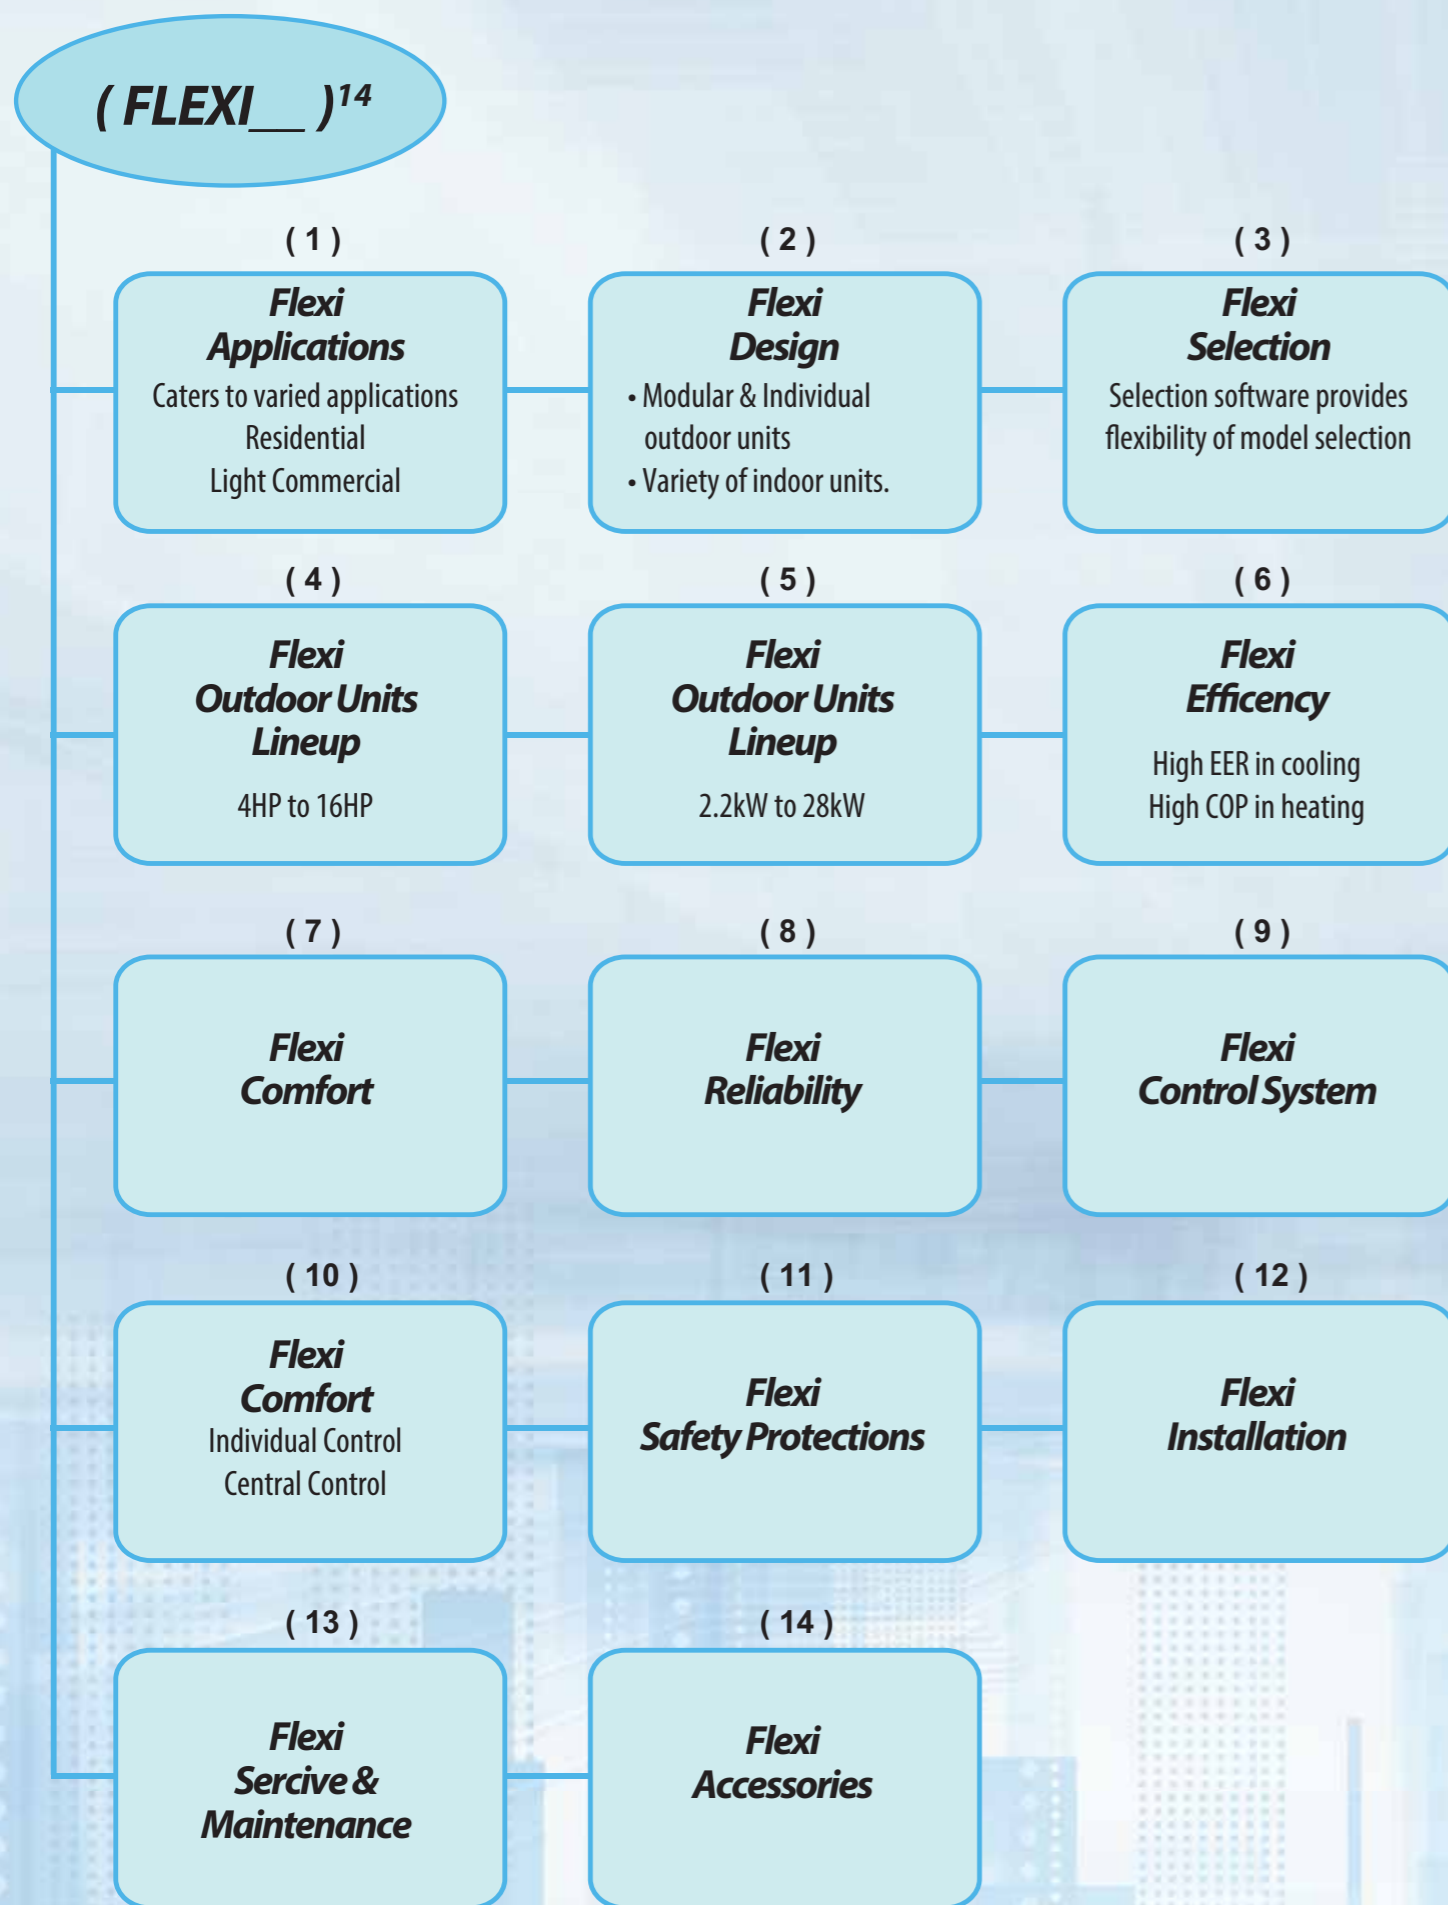 ( FLEXI__ )¹⁴
( 1 )
Flexi
Applications
Caters to varied applications
Residential
Light Commercial
( 2 )
Flexi
Design
• Modular & Individual
outdoor units
• Variety of indoor units.
( 3 )
Flexi
Selection
Selection software provides
flexibility of model selection
( 4 )
Flexi
Outdoor Units
Lineup
4HP to 16HP
( 5 )
Flexi
Outdoor Units
Lineup
2.2kW to 28kW
( 6 )
Flexi
Efficency
High EER in cooling
High COP in heating
( 7 )
Flexi
Comfort
( 8 )
Flexi
Reliability
( 9 )
Flexi
Control System
( 10 )
Flexi
Comfort
Individual Control
Central Control
( 11 )
Flexi
Safety Protections
( 12 )
Flexi
Installation
( 13 )
Flexi
Sercive &
Maintenance
( 14 )
Flexi
Accessories